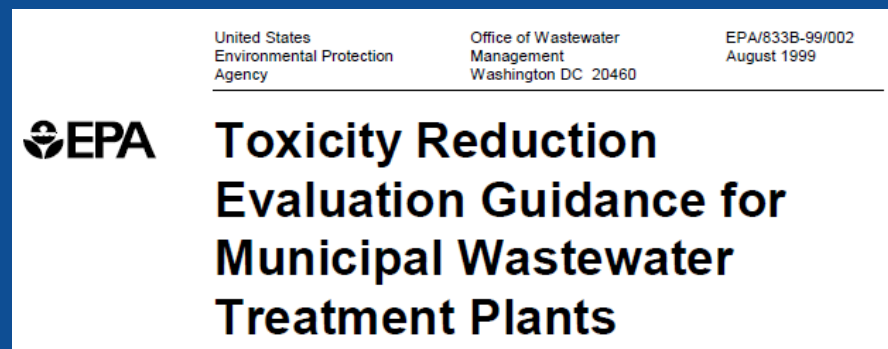 United States
Environmental Protection
Agency
Office of Wastewater
Management
Washington DC 20460
EPA/833B-99/002
August 1999
EPA
Toxicity Reduction
Evaluation Guidance for
Municipal Wastewater
Treatment Plants